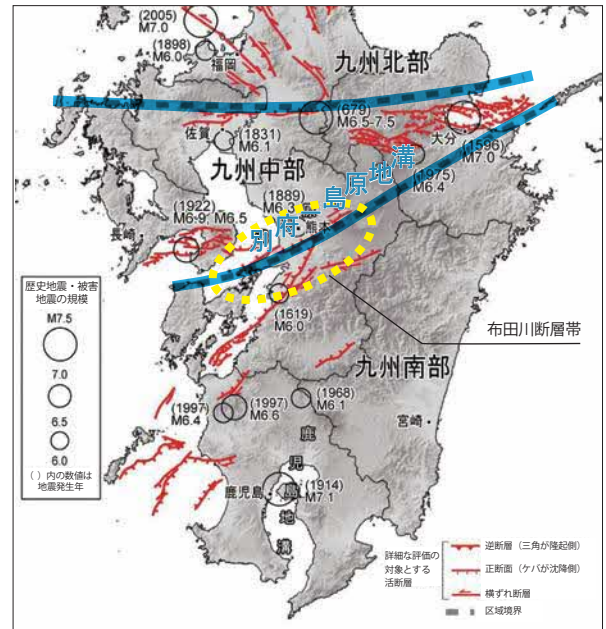 (2005)
M7.0
(1898)
M6.0
福岡
九州北部
(679)
M6.5-7.5
佐賀
(1831)
M6.1
大分
(1596)
M7.0
(1975)
M6.4
九州中部
(1922)
M6.9, M6.5
(1889)
M6.3
熊本
長崎
別府－島原地溝
(1619)
M6.0
布田川断層帯
九州南部
歴史地震・被害
地震の規模
M7.5
7.0
6.5
6.0
( ）内の数値は
地震発生年
(1997)
M6.4
(1997)
M6.6
(1968)
M6.1
宮崎
鹿児島
鹿児島地溝
(1914)
M7.1
詳細な評価の
対象とする
活断層
逆断層（三角が隆起側）
正断面（ケバが沈降側）
横ずれ断層
区域境界